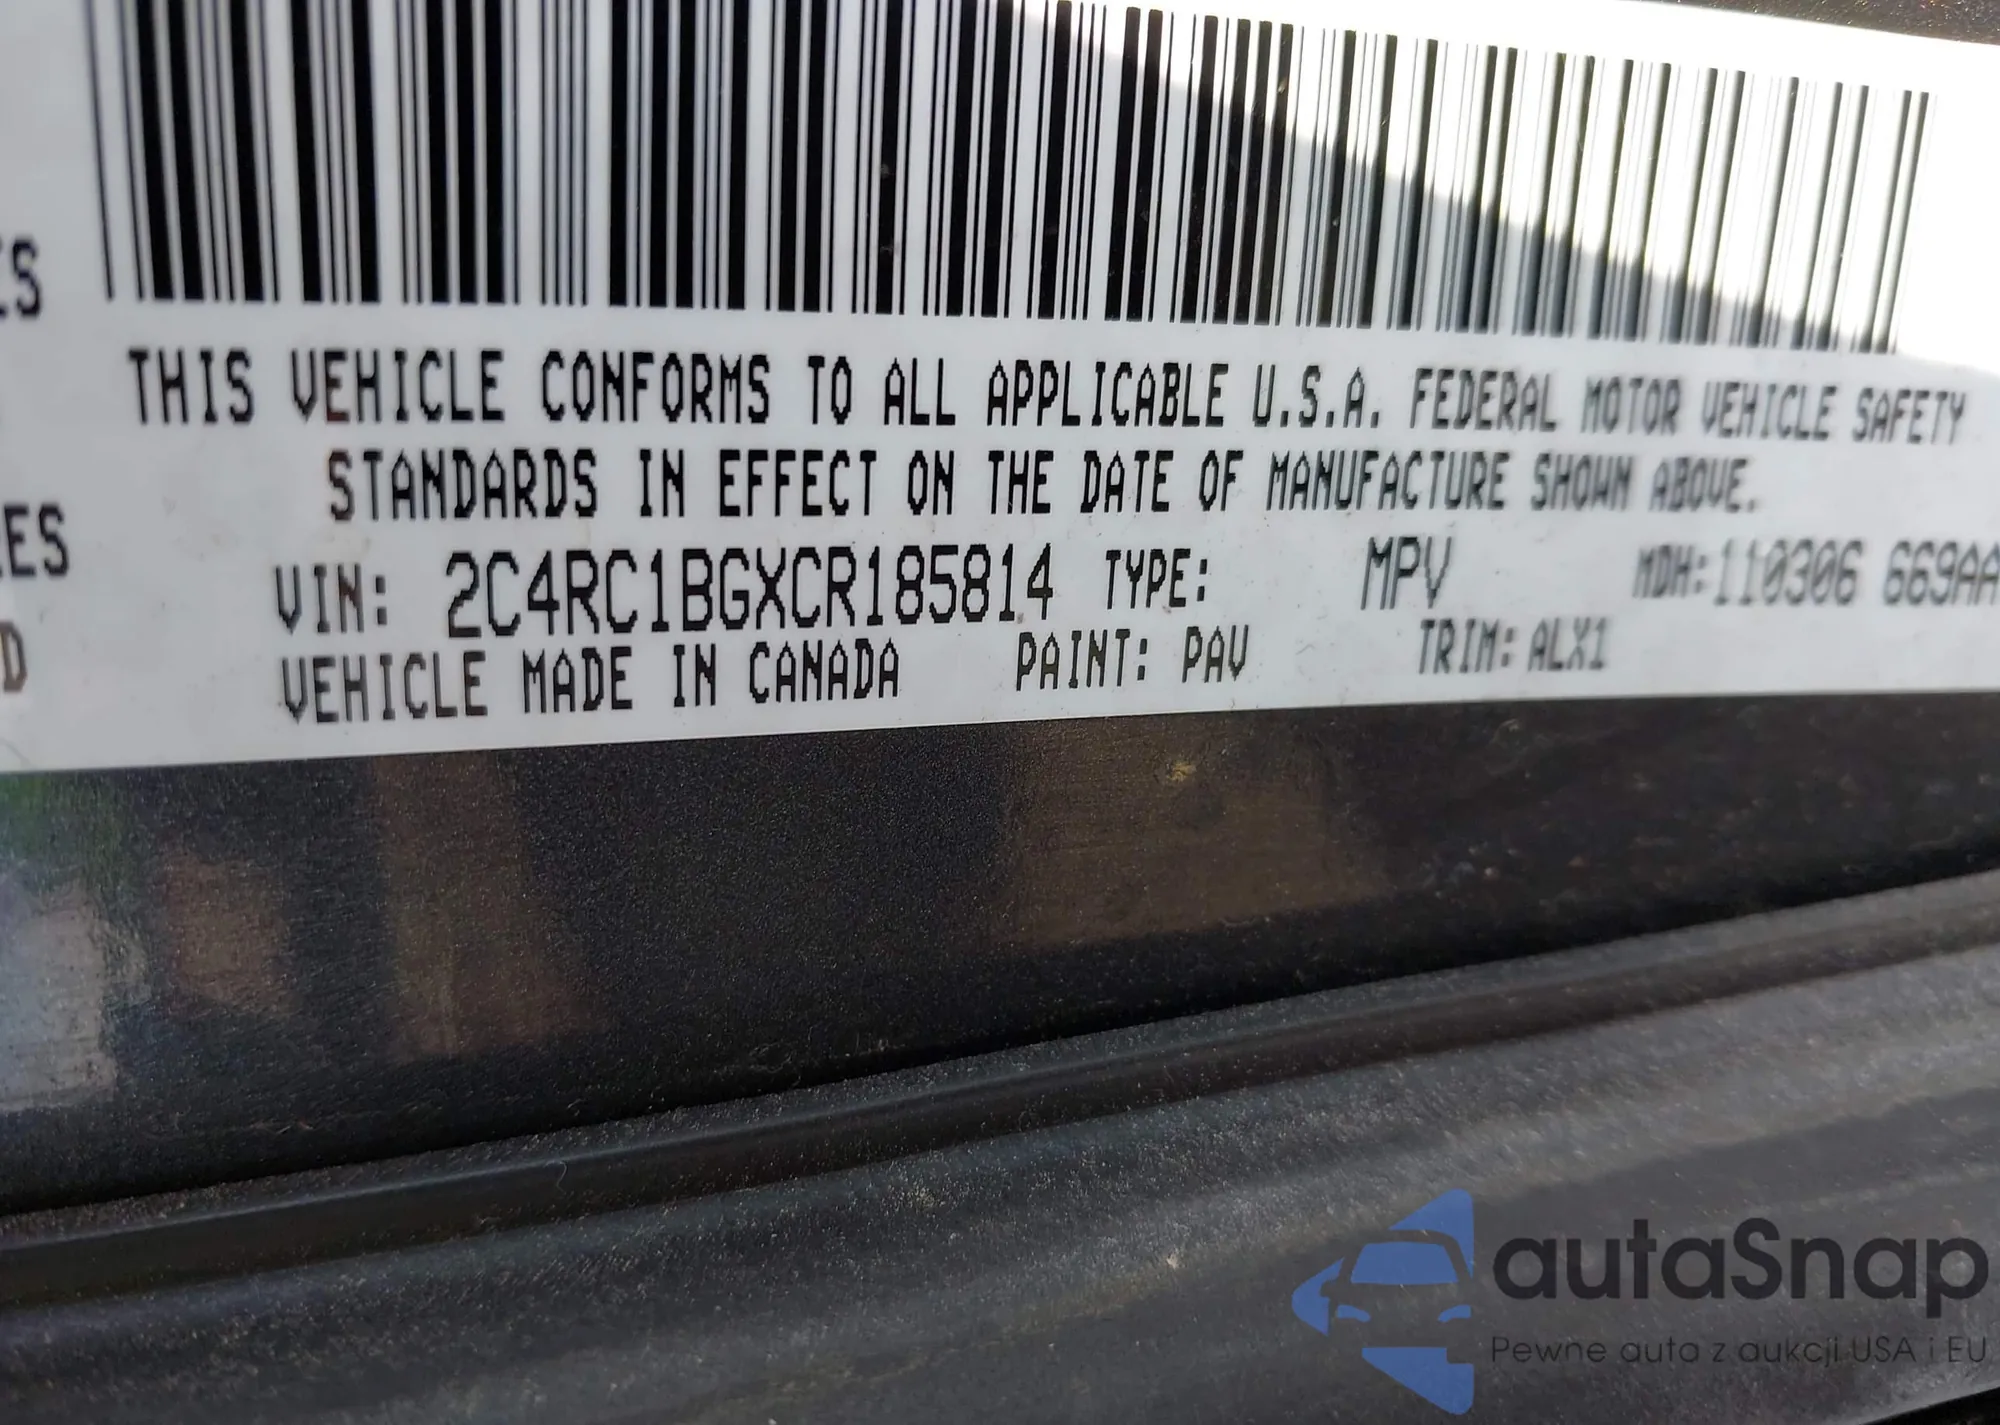 THIS VEHICLE CONFORMS TO ALL APPLICABLE U.S.A. FEDERAL MOTOR VEHICLE SAFETY
STANDARDS IN EFFECT ON THE DATE OF MANUFACTURE SHOWN ABOVE.
VIN: 2C4RC1BGXCR185814 TYPE: MPV MDH:110306 669AA
VEHICLE MADE IN CANADA PAINT: PAV TRIM: ALX1
autaSnap
Pewne auta z aukcji USA i EU